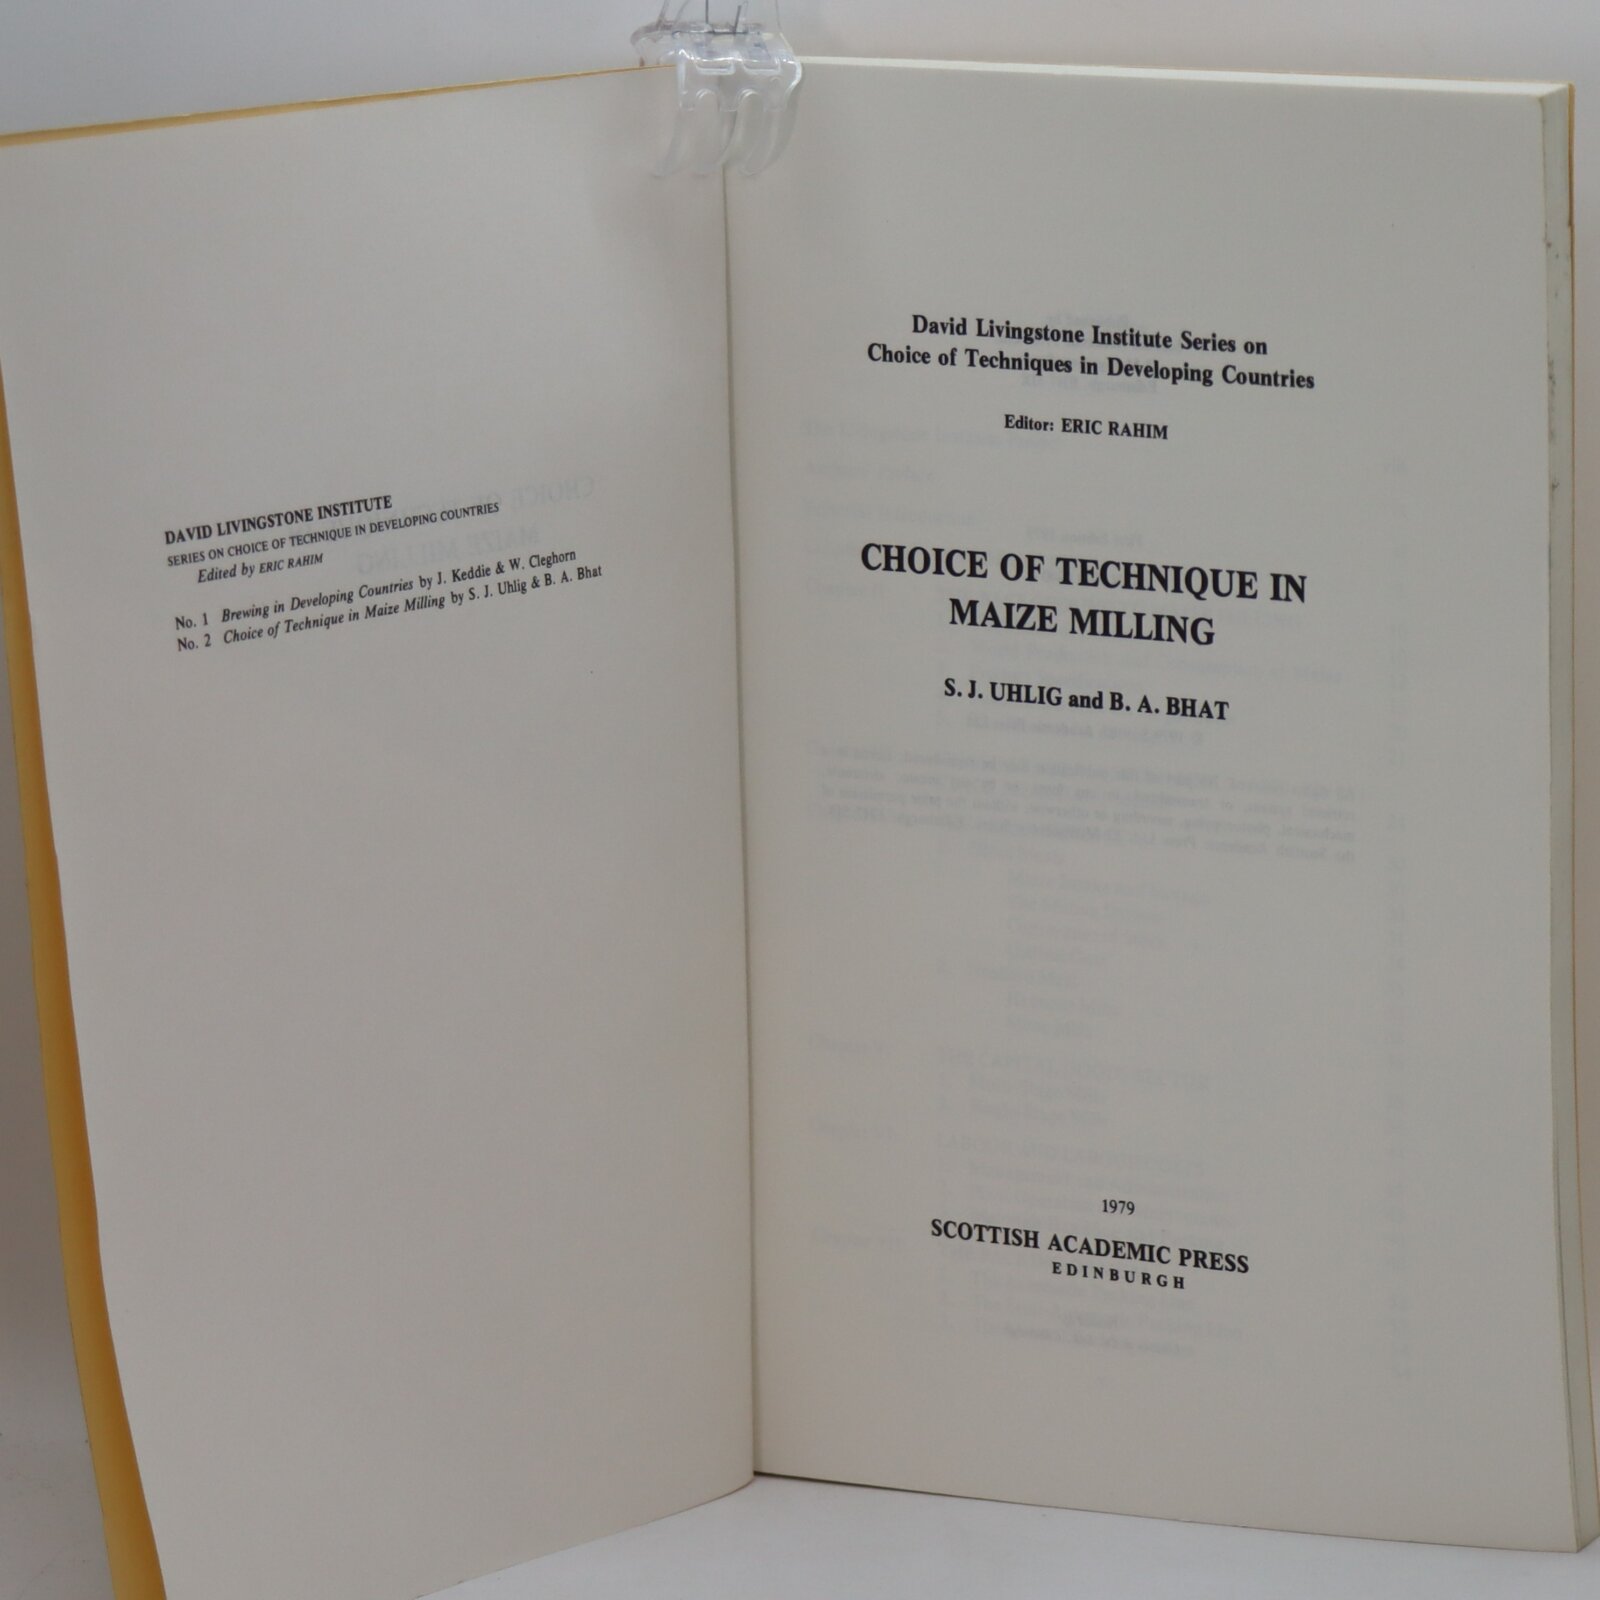 DAVID LIVINGSTONE INSTITUTE
SERIES ON CHOICE OF TECHNIQUE IN DEVELOPING COUNTRIES
Edited by ERIC RAHIM
No. 1 Brewing in Developing Countries by J. Keddie & W. Cleghorn
No. 2 Choice of Technique in Maize Milling by S. J. Uhlig & B. A. Bhat
David Livingstone Institute Series on
Choice of Techniques in Developing Countries
Editor: ERIC RAHIM
CHOICE OF TECHNIQUE IN
MAIZE MILLING
S. J. UHLIG and B. A. BHAT
1979
SCOTTISH ACADEMIC PRESS
EDINBURGH